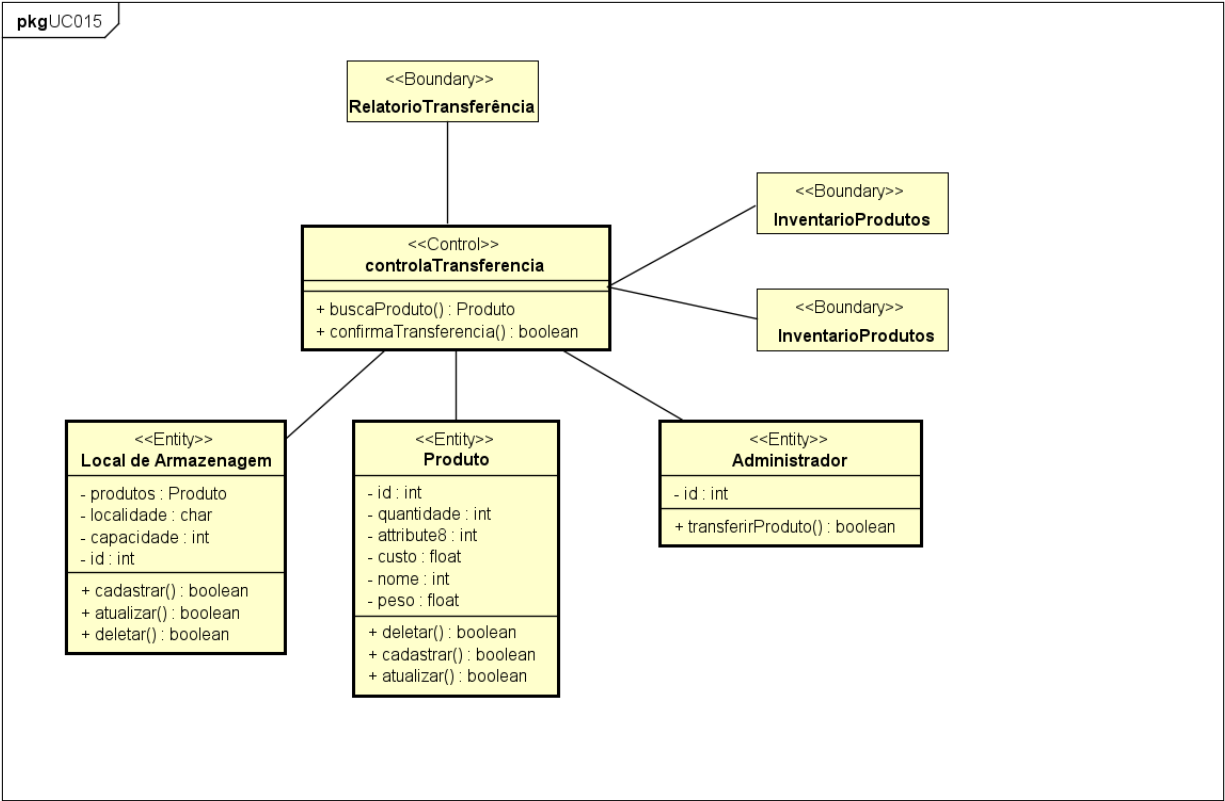 pkgUC015
<<Boundary>>
RelatorioTransferência
<<Boundary>>
InventarioProdutos
<<Control>>
controlaTransferencia
+ buscaProduto() : Produto
+ confirmaTransferencia() : boolean
<<Boundary>>
InventarioProdutos
<<Entity>>
Local de Armazenagem
- produtos : Produto
- localidade : char
- capacidade : int
- id : int
+ cadastrar() : boolean
+ atualizar() : boolean
+ deletar() : boolean
<<Entity>>
Produto
- id : int
- quantidade : int
- attribute8 : int
- custo : float
- nome : int
- peso : float
+ deletar() : boolean
+ cadastrar() : boolean
+ atualizar() : boolean
<<Entity>>
Administrador
- id : int
+ transferirProduto() : boolean